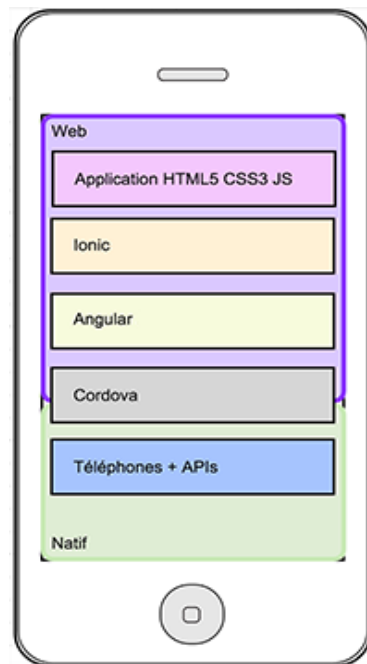 Web
Application HTML5 CSS3 JS
Ionic
Angular
Cordova
Téléphones + APIs
Natif